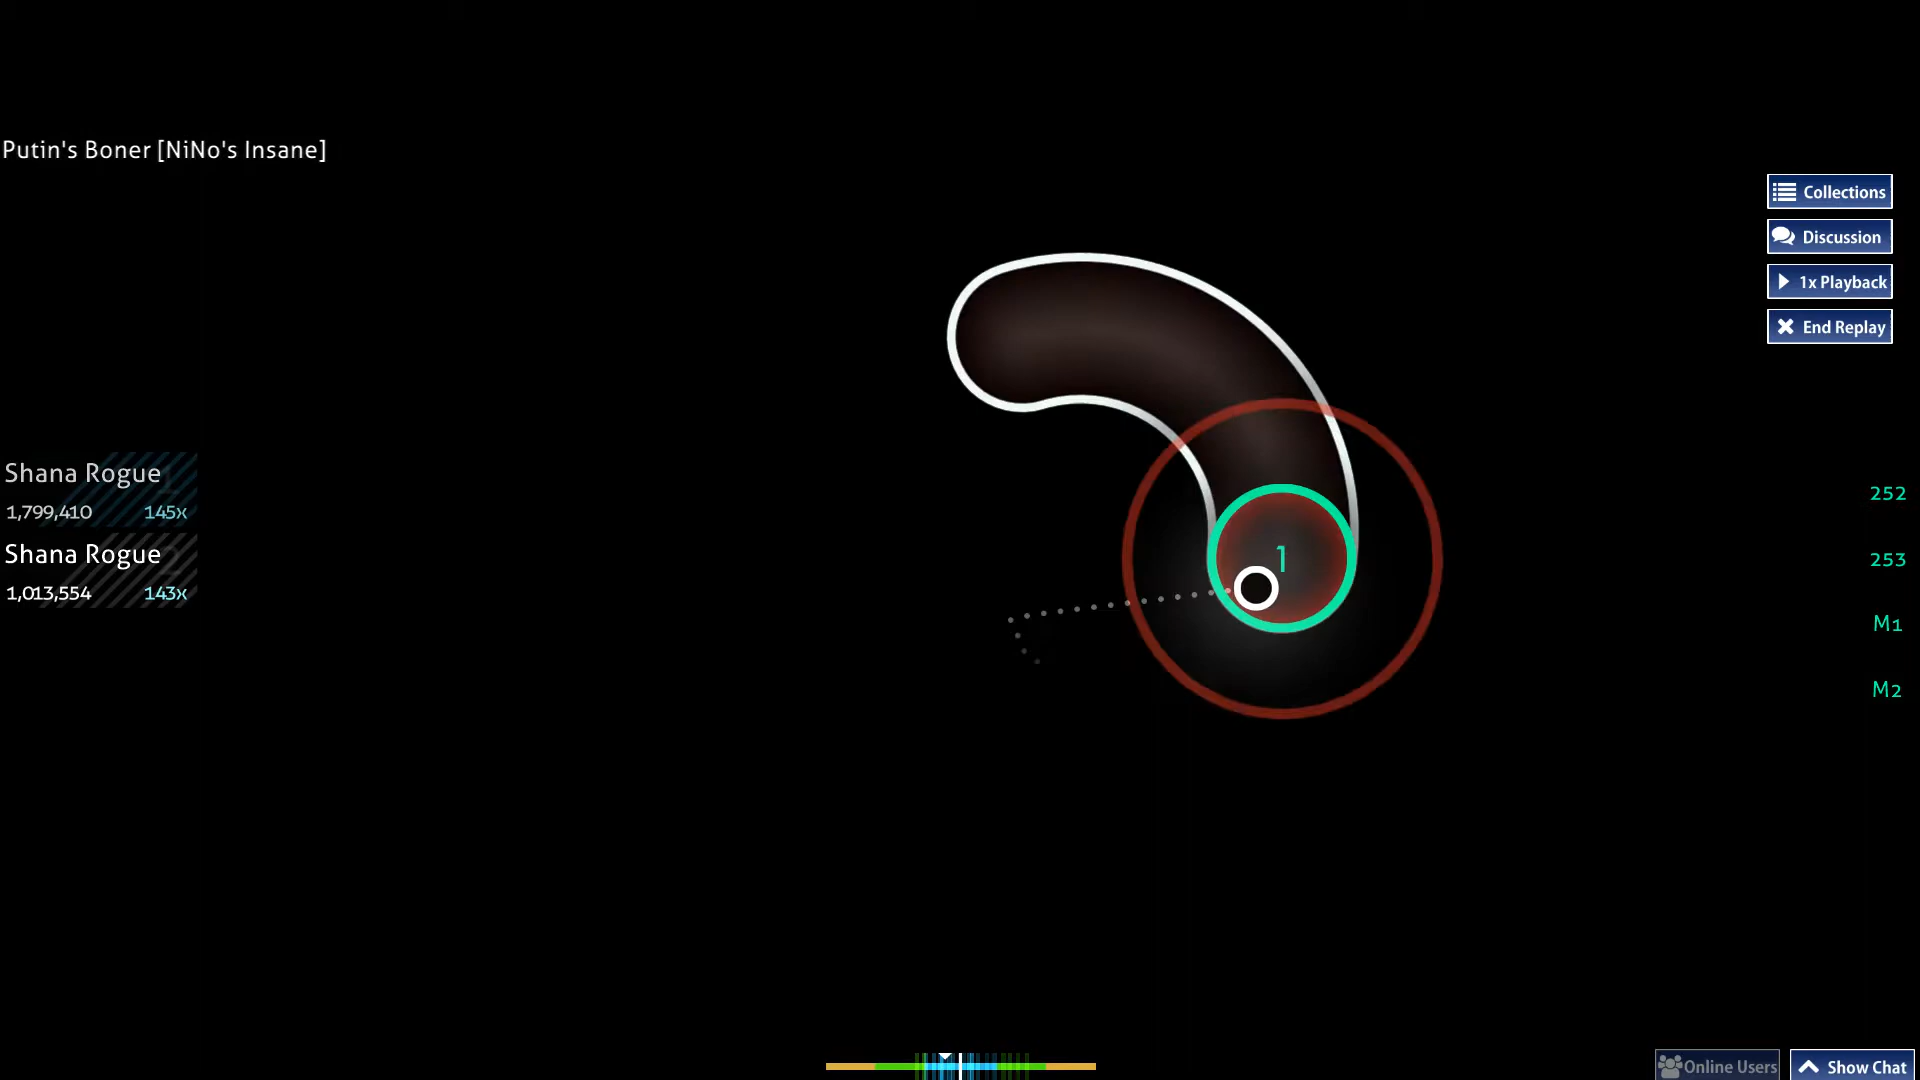 Putin's Boner [NiNo's Insane]
Collections
Discussion
1x Playback
End Replay
Shana Rogue
1,799,410 145x
Shana Rogue
1,013,554 143x
1
252
253
M1
M2
Online Users
Show Chat